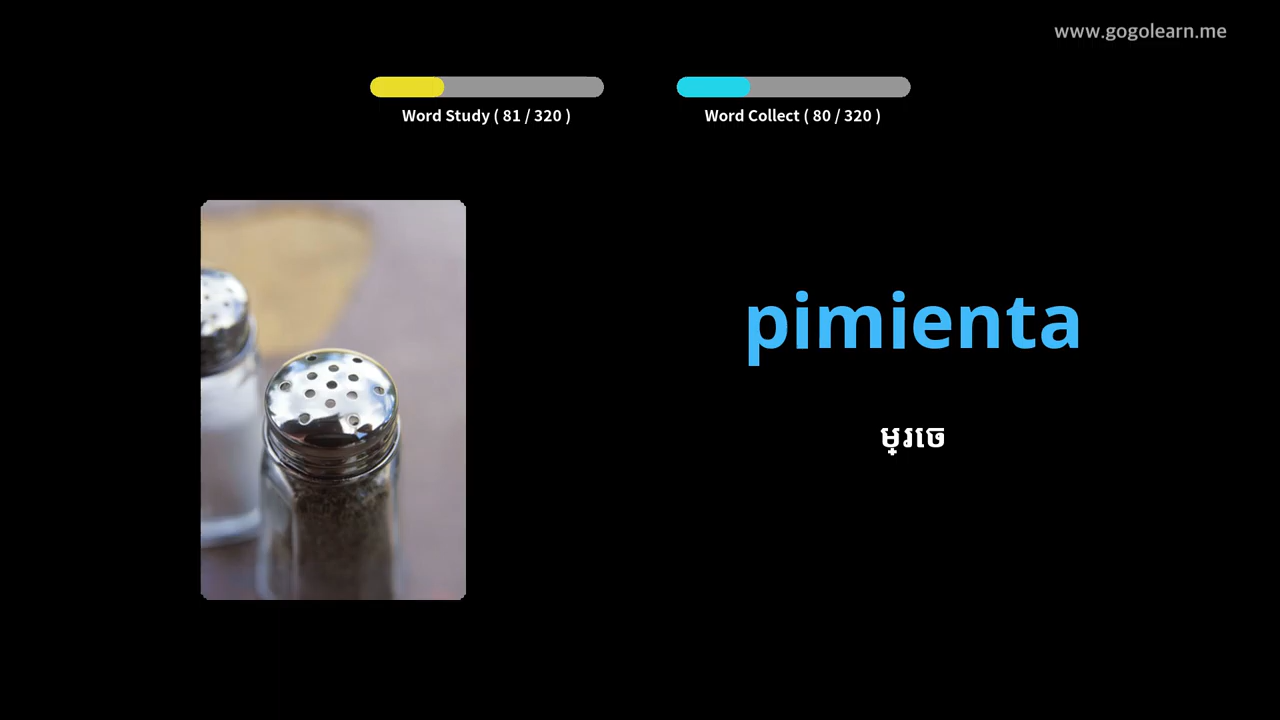 www.gogolearn.me
Word Study ( 81 / 320 )
Word Collect ( 80 / 320 )
pimienta
ម្រេច